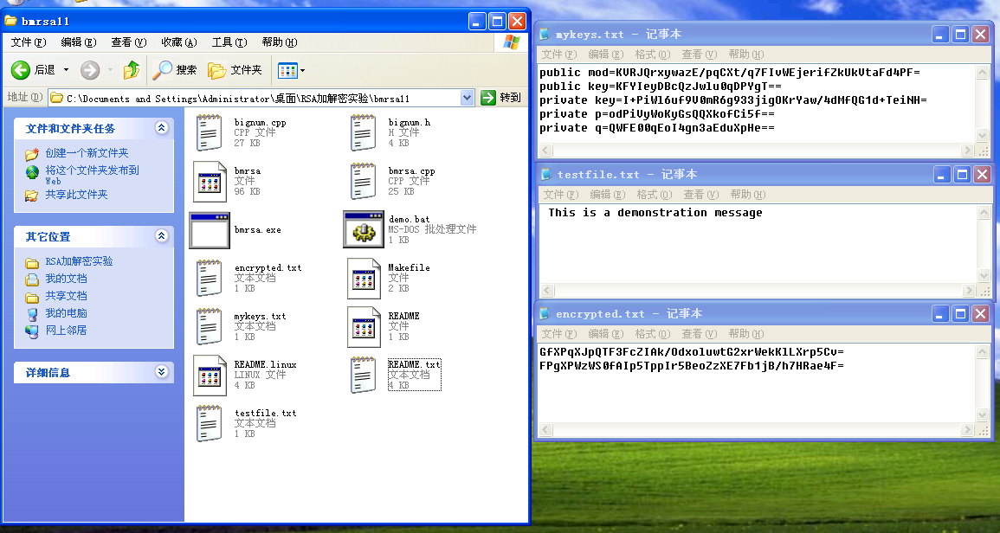 bmrsa11
文件(F) 编辑(E) 查看(V) 收藏(A) 工具(T) 帮助(H)
后退 搜索 文件夹
地址(D) C:\Documents and Settings\Administrator\桌面\RSA加解密实验\bmrsa11 转到
文件和文件夹任务
创建一个新文件夹
将这个文件夹发布到
Web
共享此文件夹
其它位置
RSA加解密实验
我的文档
共享文档
我的电脑
网上邻居
详细信息
bignum.cpp
CPP 文件
27 KB
bignum.h
H 文件
4 KB
bmrsa
文件
96 KB
bmrsa.cpp
CPP 文件
25 KB
bmrsa.exe
demo.bat
MS-DOS 批处理文件
1 KB
encrypted.txt
文本文档
1 KB
Makefile
文件
2 KB
mykeys.txt
文本文档
1 KB
README
文件
1 KB
README.linux
LINUX 文件
4 KB
README.txt
文本文档
4 KB
testfile.txt
文本文档
1 KB
mykeys.txt - 记事本
文件(F) 编辑(E) 格式(O) 查看(V) 帮助(H)
public mod=KVRJQrxywazE/pqCXt/q7FIvWEjerifZkUkVtaFd4PF=
public key=KFYIeyDBcQzJwlu0qDPYgT==
private key=I+PiWl6uf9V0mR6g933jigOKrYaw/4dMfQG1d+TeiNH=
private p=odPiVyWoKyGsQQXkofCi5f==
private q=QWFE00qEoI4gn3aEduXpHe==
testfile.txt - 记事本
文件(F) 编辑(E) 格式(O) 查看(V) 帮助(H)
This is a demonstration message
encrypted.txt - 记事本
文件(F) 编辑(E) 格式(O) 查看(V) 帮助(H)
GfXPqXJpQTF3FcZIAk/OdxoluwtG2xrWekKlLXrp5Cv=
FPgXPWzWS0fAIp5TppIr5BeoZzXE7Fb1jB/h7HRae4F=